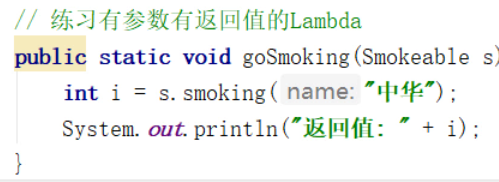 // 练习有参数有返回值的Lambda
public static void goSmoking(Smokeable s)
int i = s.smoking( name: "中华");
System.out.println("返回值: " + i);
}